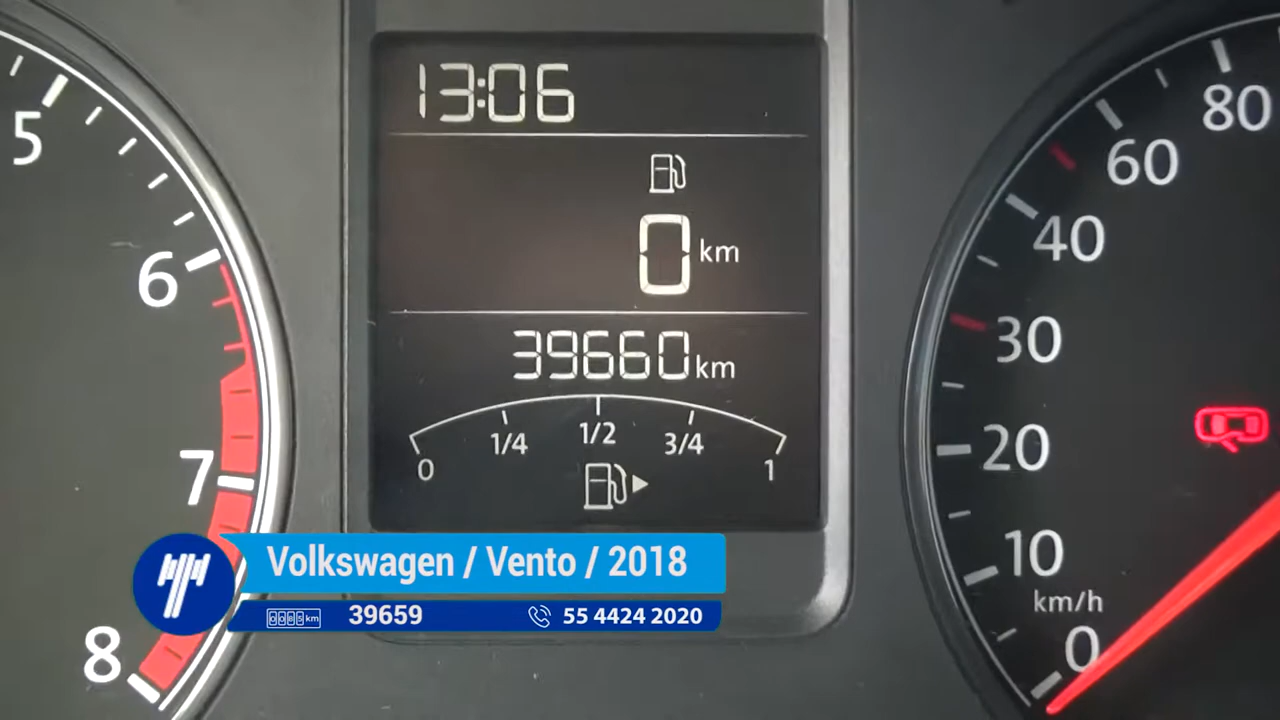 5
6
7
8
13:06
0 km
39660 km
0 1/4 1/2 3/4 1
80
60
40
30
20
10
km/h
0
Volkswagen / Vento / 2018
km 39659 55 4424 2020